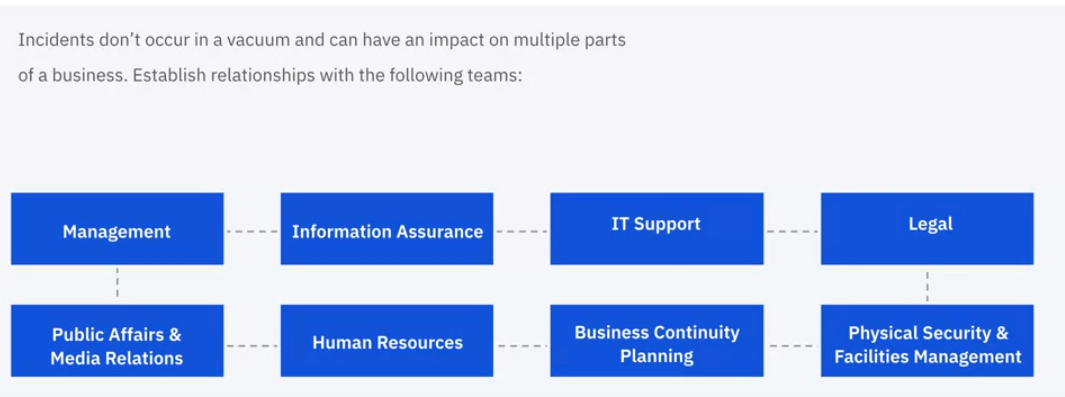 Incidents don’t occur in a vacuum and can have an impact on multiple parts
of a business. Establish relationships with the following teams:
Management
Information Assurance
IT Support
Legal
Public Affairs &
Media Relations
Human Resources
Business Continuity
Planning
Physical Security &
Facilities Management